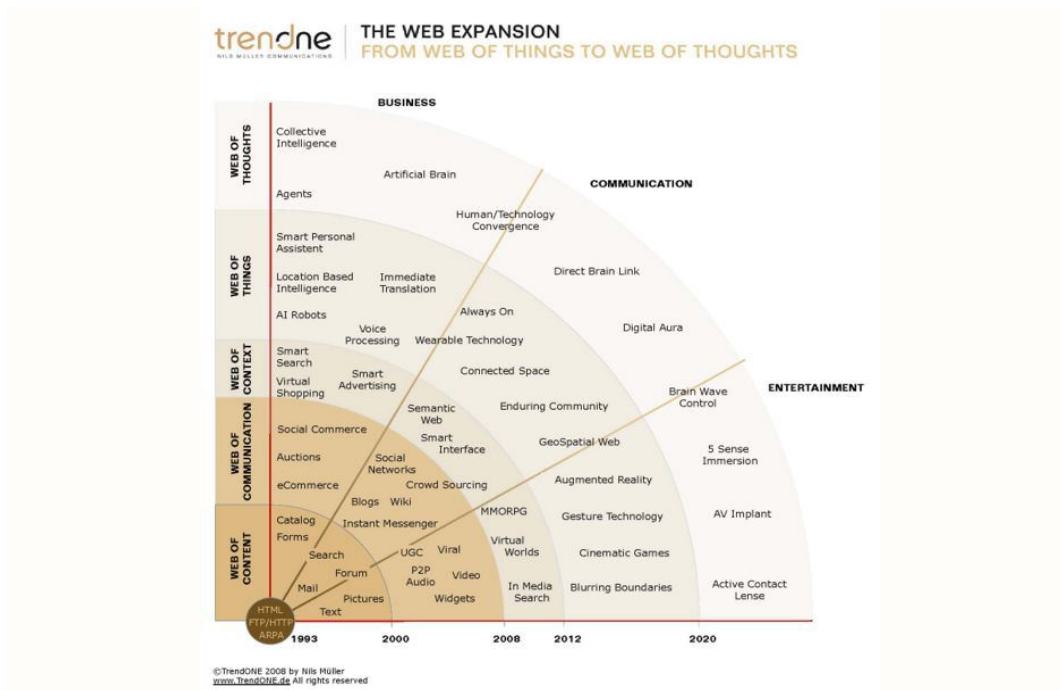 trendone
NILS MÜLLER COMMUNICATIONS
THE WEB EXPANSION
FROM WEB OF THINGS TO WEB OF THOUGHTS
BUSINESS
COMMUNICATION
ENTERTAINMENT
WEB OF
THOUGHTS
Collective
Intelligence
Artificial Brain
Agents
Human/Technology
Convergence
Direct Brain Link
Digital Aura
Brain Wave
Control
5 Sense
Immersion
AV Implant
Active Contact
Lense
WEB OF
THINGS
Smart Personal
Assistent
Location Based
Intelligence
Immediate
Translation
AI Robots
Voice
Processing
Always On
Wearable Technology
Connected Space
Enduring Community
GeoSpatial Web
Augmented Reality
Gesture Technology
Cinematic Games
Blurring Boundaries
WEB OF
CONTEXT
Smart
Search
Virtual
Shopping
Smart
Advertising
Semantic
Web
Smart
Interface
MMORPG
Virtual
Worlds
In Media
Search
WEB OF
COMMUNICATION
Social Commerce
Auctions
eCommerce
Social
Networks
Crowd Sourcing
Blogs
Wiki
Instant Messenger
UGC
Viral
P2P
Audio
Video
Widgets
WEB OF
CONTENT
Catalog
Forms
Search
Forum
Mail
Pictures
Text
HTML
FTP/HTTP
ARPA
1993
2000
2008
2012
2020
©TrendONE 2008 by Nils Müller
www.TrendONE.de All rights reserved